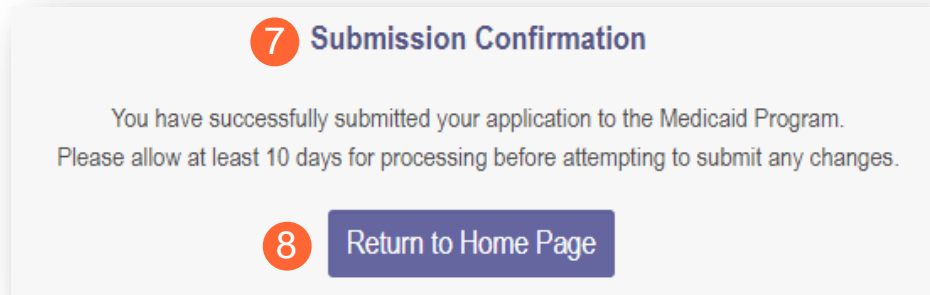 7 Submission Confirmation
You have successfully submitted your application to the Medicaid Program.
Please allow at least 10 days for processing before attempting to submit any changes.
8 Return to Home Page